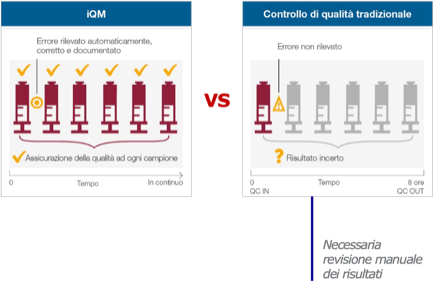 iQM
Errore rilevato automaticamente,
corretto e documentato
Assicurazione della qualità ad ogni campione
0
Tempo
In continuo
VS
Controllo di qualità tradizionale
Errore non rilevato
?
Risultato incerto
0
QC IN
Tempo
8 ore
QC OUT
Necessaria
revisione manuale
dei risultati